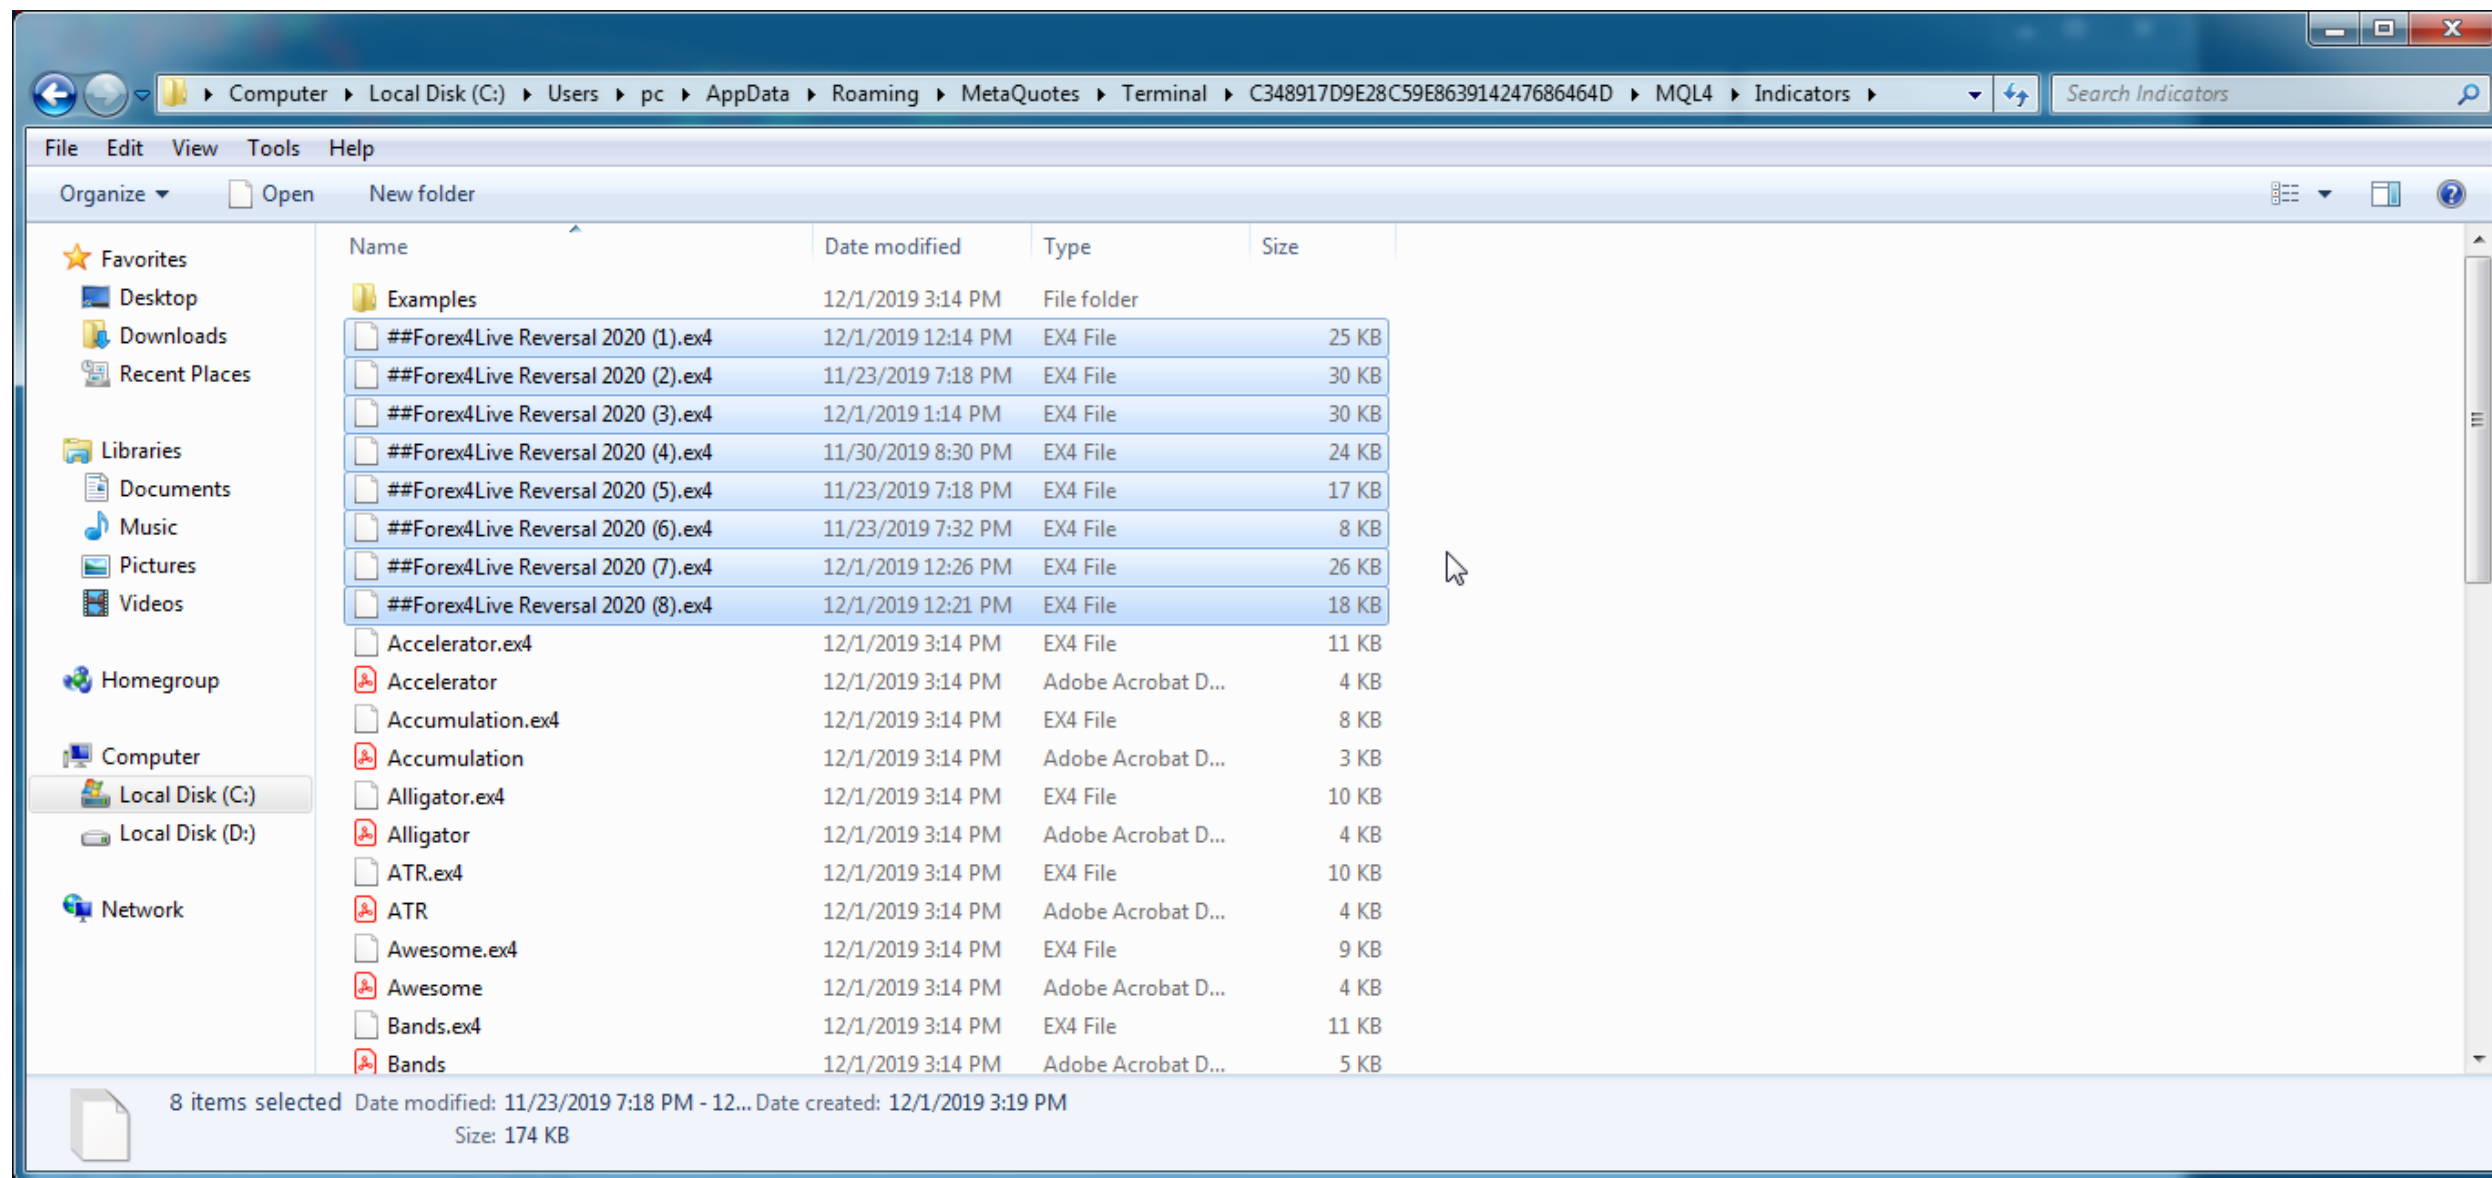 Computer Local Disk (C:) Users pc AppData Roaming MetaQuotes Terminal C348917D9E28C59E863914247686464D MQL4 Indicators Search Indicators
File Edit View Tools Help
Organize Open New folder
Name Date modified Type Size
Favorites
Desktop
Downloads
Recent Places
Libraries
Documents
Music
Pictures
Videos
Homegroup
Computer
Local Disk (C:)
Local Disk (D:)
Network
Examples 12/1/2019 3:14 PM File folder
##Forex4Live Reversal 2020 (1).ex4 12/1/2019 12:14 PM EX4 File 25 KB
##Forex4Live Reversal 2020 (2).ex4 11/23/2019 7:18 PM EX4 File 30 KB
##Forex4Live Reversal 2020 (3).ex4 12/1/2019 1:14 PM EX4 File 30 KB
##Forex4Live Reversal 2020 (4).ex4 11/30/2019 8:30 PM EX4 File 24 KB
##Forex4Live Reversal 2020 (5).ex4 11/23/2019 7:18 PM EX4 File 17 KB
##Forex4Live Reversal 2020 (6).ex4 11/23/2019 7:32 PM EX4 File 8 KB
##Forex4Live Reversal 2020 (7).ex4 12/1/2019 12:26 PM EX4 File 26 KB
##Forex4Live Reversal 2020 (8).ex4 12/1/2019 12:21 PM EX4 File 18 KB
Accelerator.ex4 12/1/2019 3:14 PM EX4 File 11 KB
Accelerator 12/1/2019 3:14 PM Adobe Acrobat D... 4 KB
Accumulation.ex4 12/1/2019 3:14 PM EX4 File 8 KB
Accumulation 12/1/2019 3:14 PM Adobe Acrobat D... 3 KB
Alligator.ex4 12/1/2019 3:14 PM EX4 File 10 KB
Alligator 12/1/2019 3:14 PM Adobe Acrobat D... 4 KB
ATR.ex4 12/1/2019 3:14 PM EX4 File 10 KB
ATR 12/1/2019 3:14 PM Adobe Acrobat D... 4 KB
Awesome.ex4 12/1/2019 3:14 PM EX4 File 9 KB
Awesome 12/1/2019 3:14 PM Adobe Acrobat D... 4 KB
Bands.ex4 12/1/2019 3:14 PM EX4 File 11 KB
Bands 12/1/2019 3:14 PM Adobe Acrobat D... 5 KB
8 items selected Date modified: 11/23/2019 7:18 PM - 12... Date created: 12/1/2019 3:19 PM
Size: 174 KB